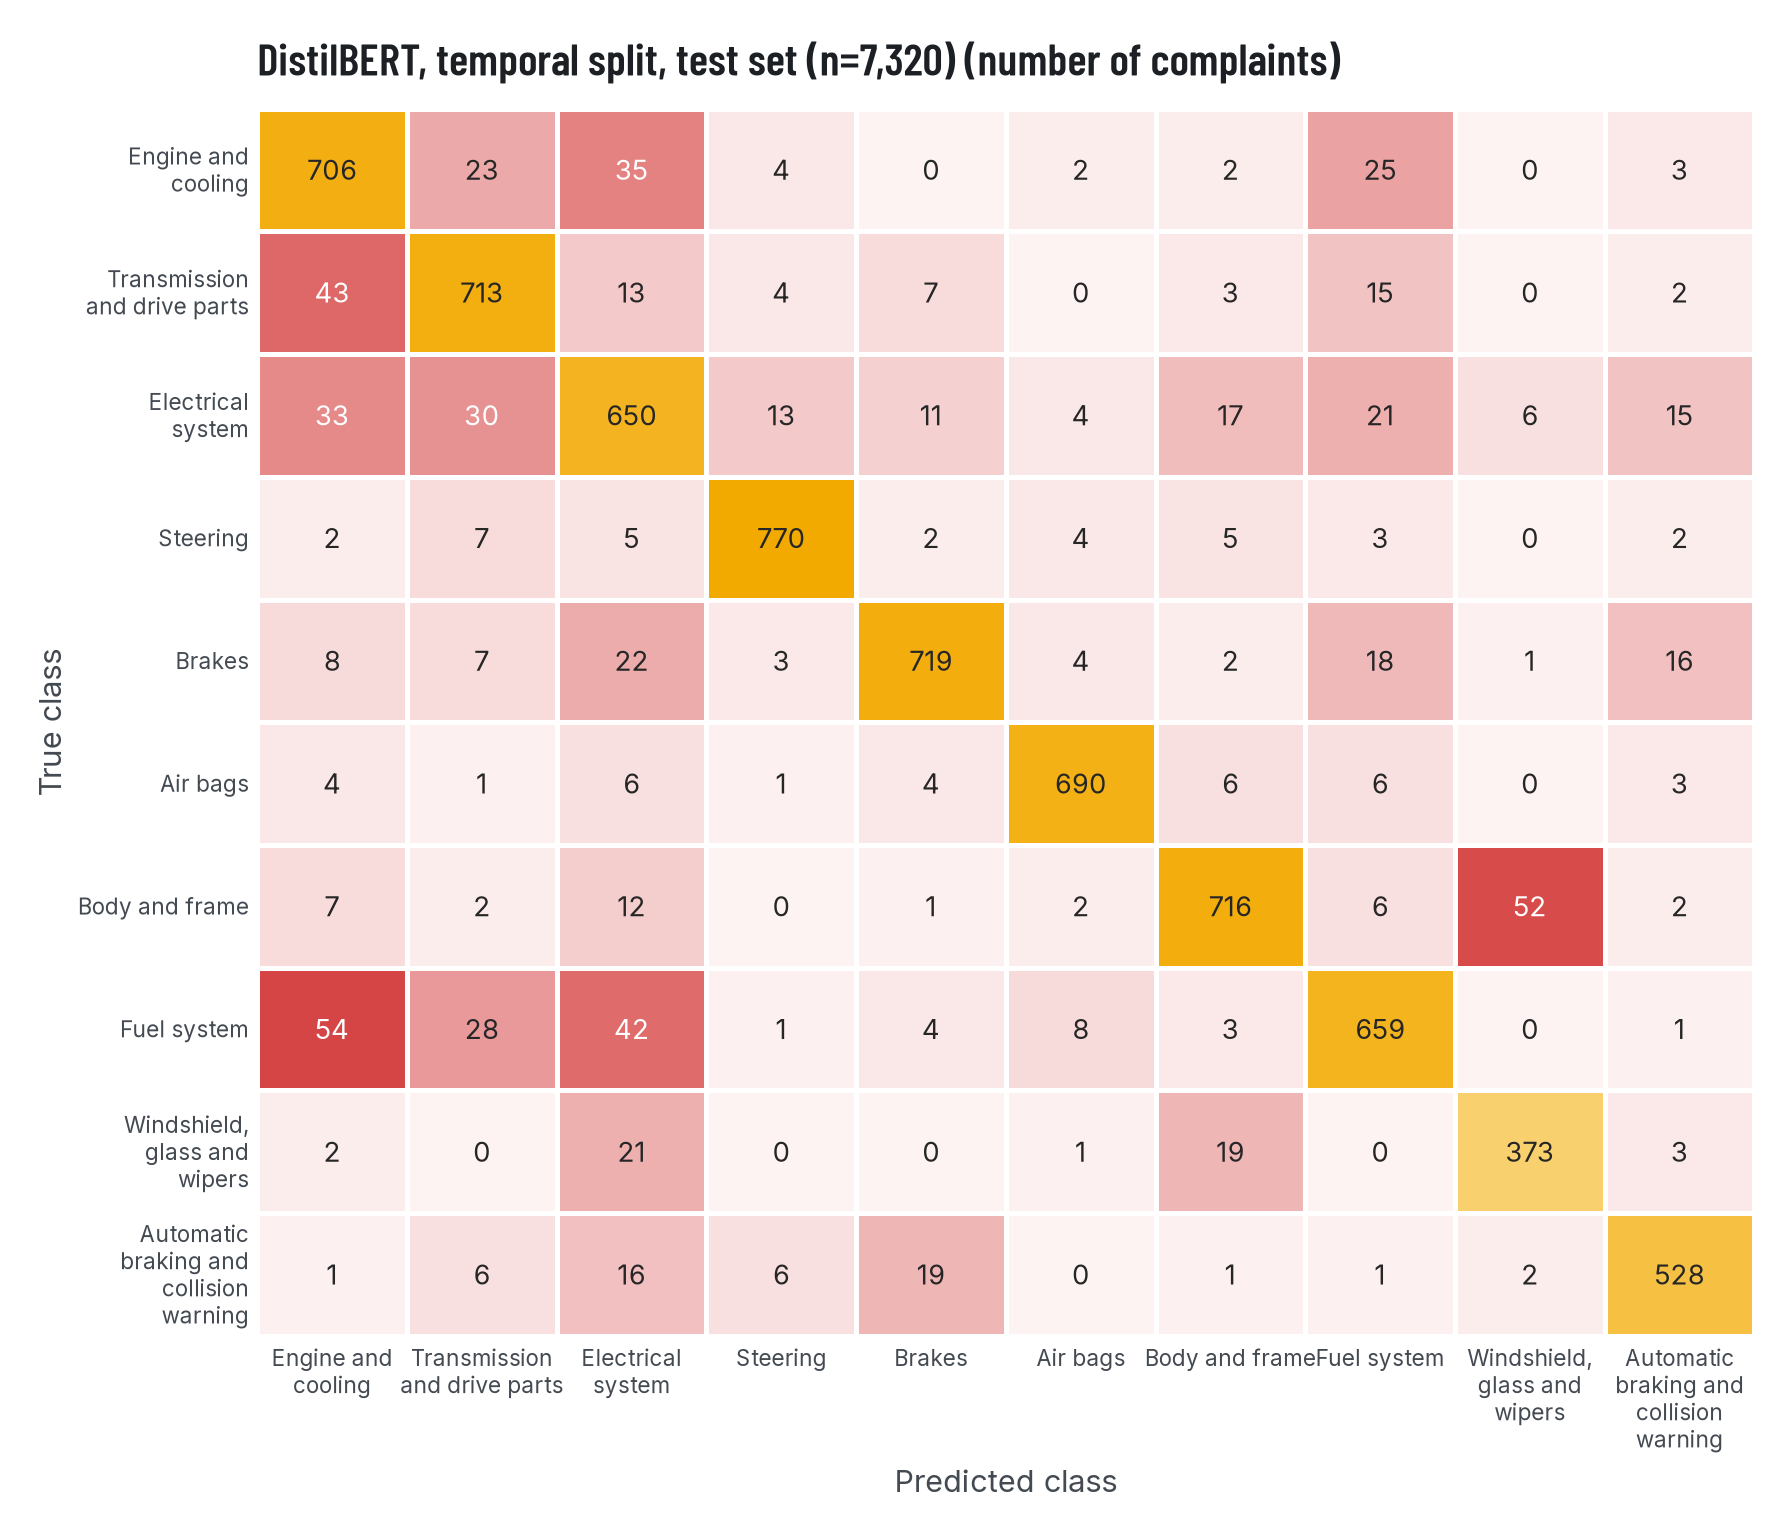 DistilBERT, temporal split, test set (n=7,320) (number of complaints)
Engine and
cooling
706 23 35 4 0 2 2 25 0 3
Transmission
and drive parts
43 713 13 4 7 0 3 15 0 2
Electrical
system
33 30 650 13 11 4 17 21 6 15
Steering
2 7 5 770 2 4 5 3 0 2
Brakes
8 7 22 3 719 4 2 18 1 16
Air bags
4 1 6 1 4 690 6 6 0 3
Body and frame
7 2 12 0 1 2 716 6 52 2
Fuel system
54 28 42 1 4 8 3 659 0 1
Windshield,
glass and
wipers
2 0 21 0 0 1 19 0 373 3
Automatic
braking and
collision
warning
1 6 16 6 19 0 1 1 2 528
True class
Engine and
cooling
Transmission
and drive parts
Electrical
system
Steering
Brakes
Air bags
Body and frame
Fuel system
Windshield,
glass and
wipers
Automatic
braking and
collision
warning
Predicted class